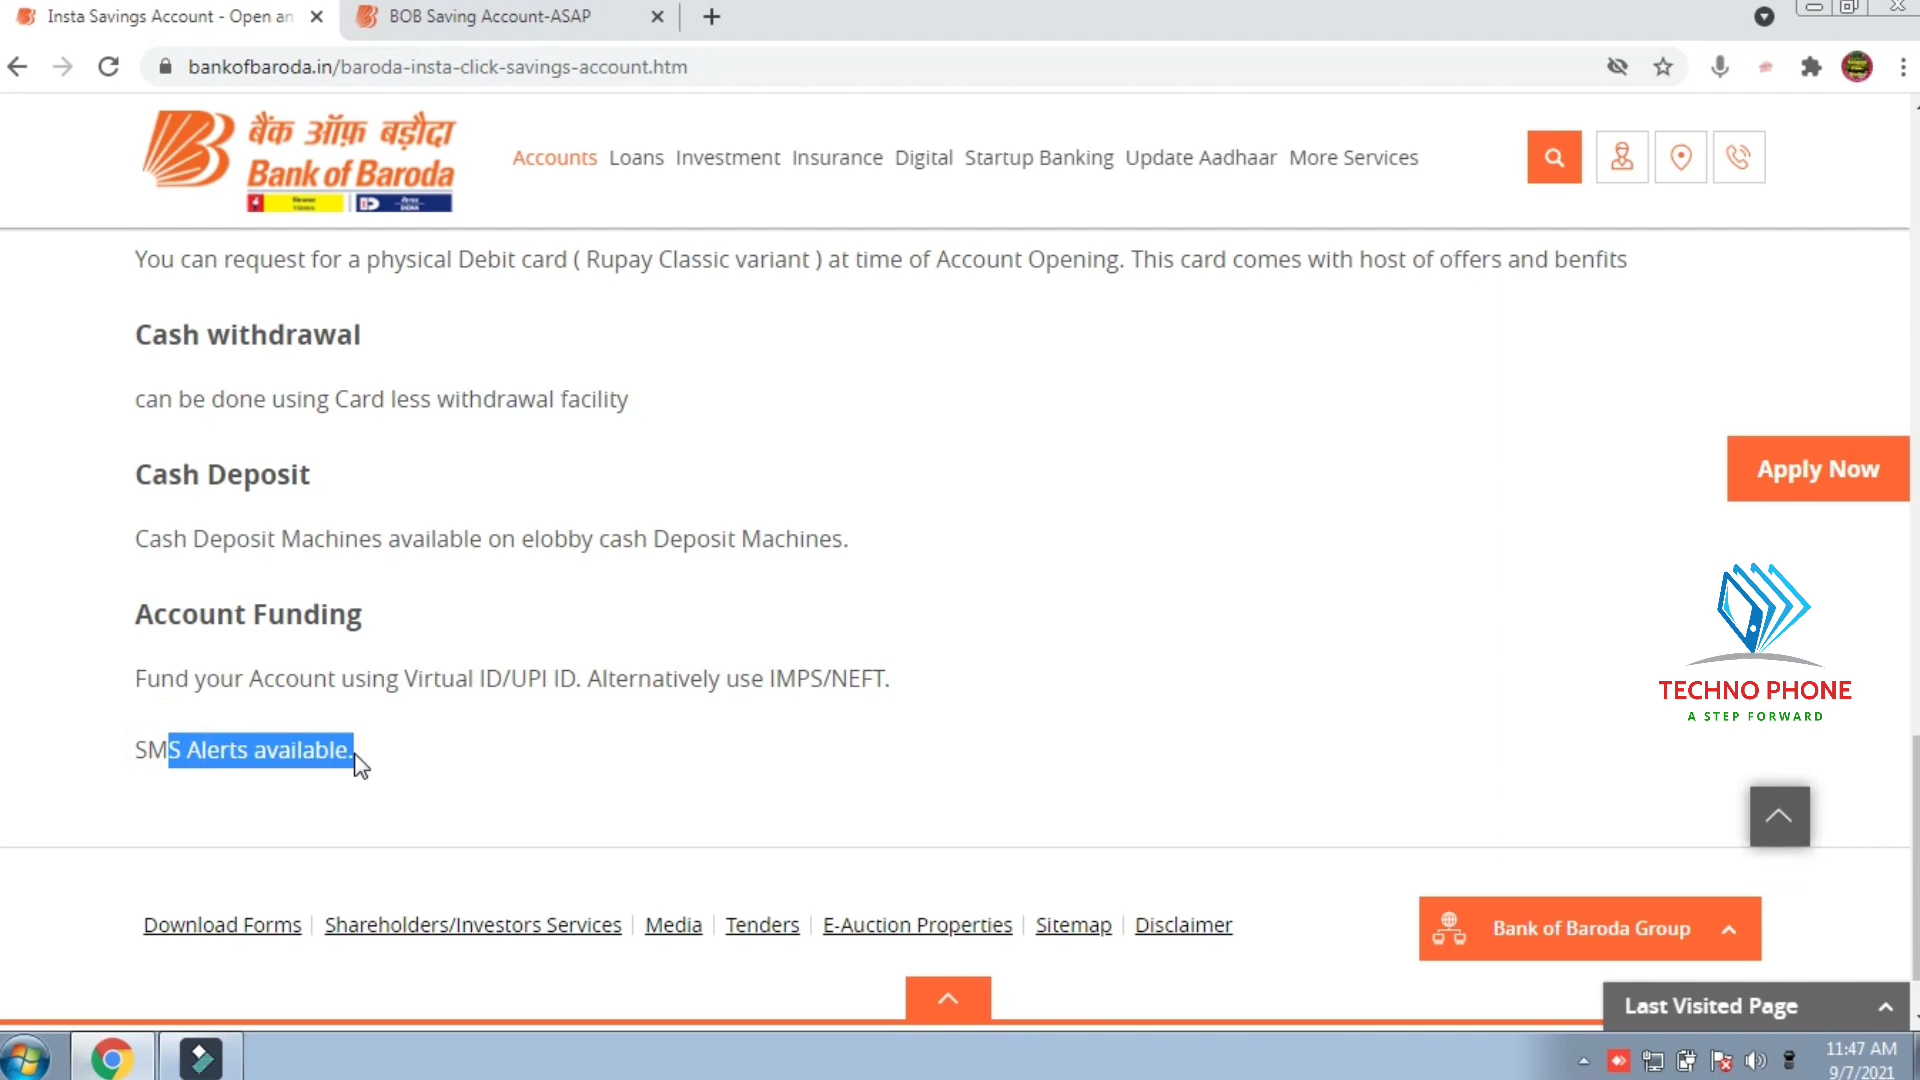 Insta Savings Account - Open an
BOB Saving Account-ASAP
bankofbaroda.in/baroda-insta-click-savings-account.htm
बैंक ऑफ़ बड़ौदा
Bank of Baroda
Accounts Loans Investment Insurance Digital Startup Banking Update Aadhaar More Services
You can request for a physical Debit card ( Rupay Classic variant ) at time of Account Opening. This card comes with host of offers and benfits
Cash withdrawal
can be done using Card less withdrawal facility
Cash Deposit
Cash Deposit Machines available on elobby cash Deposit Machines.
Apply Now
Account Funding
Fund your Account using Virtual ID/UPI ID. Alternatively use IMPS/NEFT.
TECHNO PHONE
A STEP FORWARD
SMS Alerts available.
Download Forms Shareholders/Investors Services Media Tenders E-Auction Properties Sitemap Disclaimer
Bank of Baroda Group
Last Visited Page
11:47 AM
9/7/2021